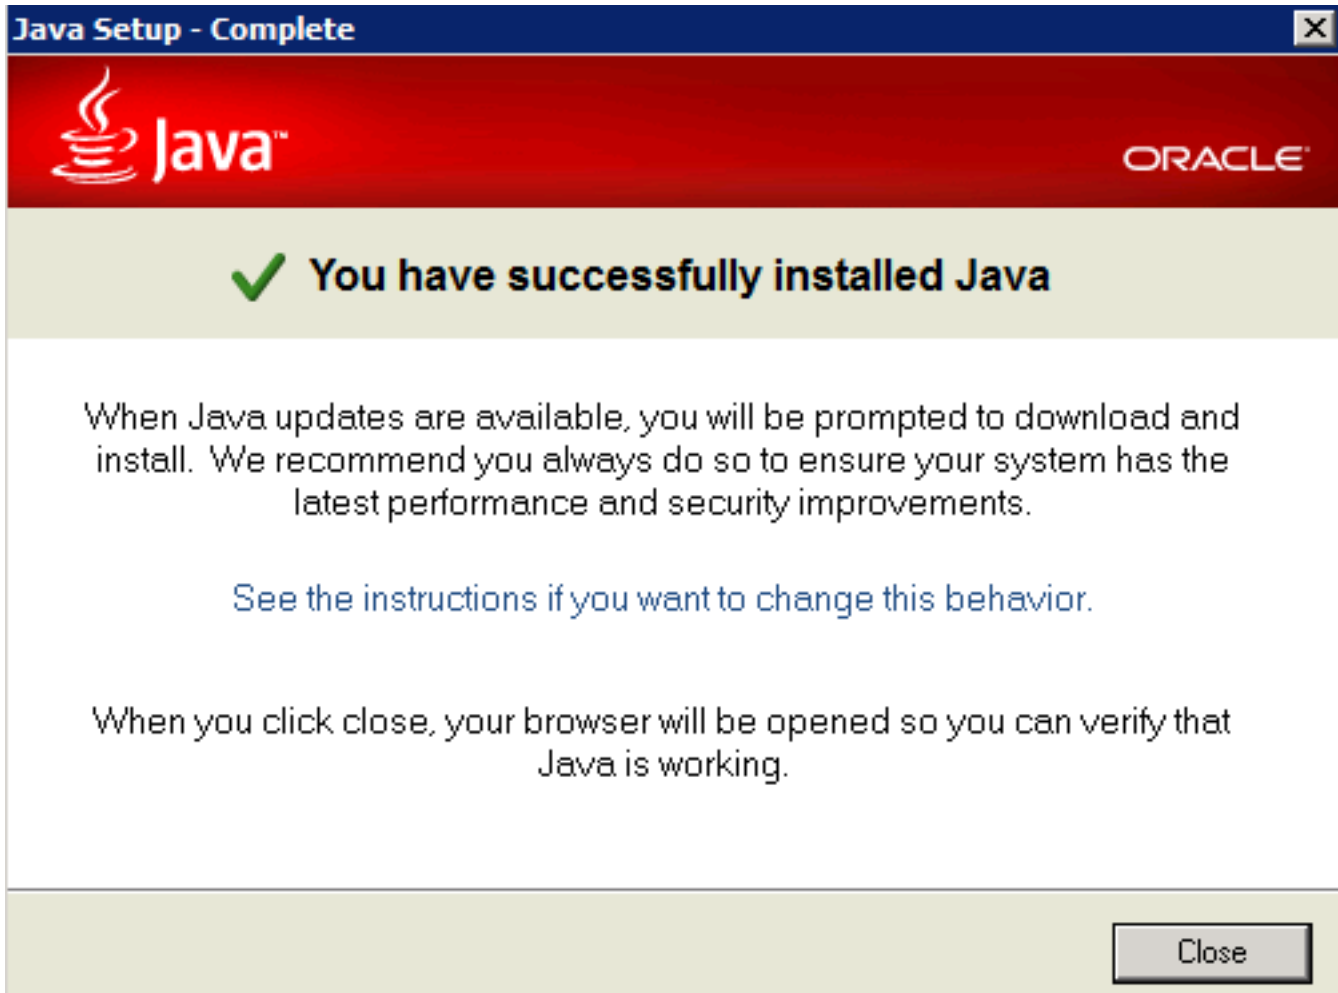 Java Setup - Complete
Java™
ORACLE®
You have successfully installed Java
When Java updates are available, you will be prompted to download and
install. We recommend you always do so to ensure your system has the
latest performance and security improvements.
See the instructions if you want to change this behavior.
When you click close, your browser will be opened so you can verify that
Java is working.
Close